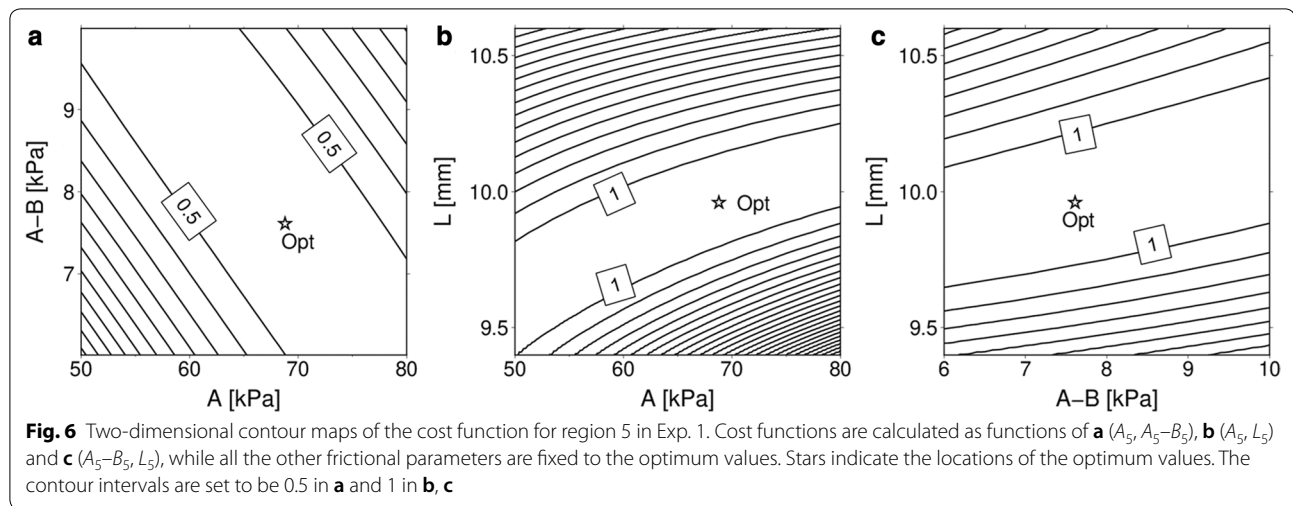 a
A−B [kPa]
9
8
7
0.5
0.5
Opt
50 60 70 80
A [kPa]
b
L [mm]
10.5
10.0
9.5
1
1
Opt
50 60 70 80
A [kPa]
c
L [mm]
10.5
10.0
9.5
1
1
Opt
6 7 8 9 10
A−B [kPa]
Fig. 6 Two-dimensional contour maps of the cost function for region 5 in Exp. 1. Cost functions are calculated as functions of a (A5, A5–B5), b (A5, L5)
and c (A5–B5, L5), while all the other frictional parameters are fixed to the optimum values. Stars indicate the locations of the optimum values. The
contour intervals are set to be 0.5 in a and 1 in b, c